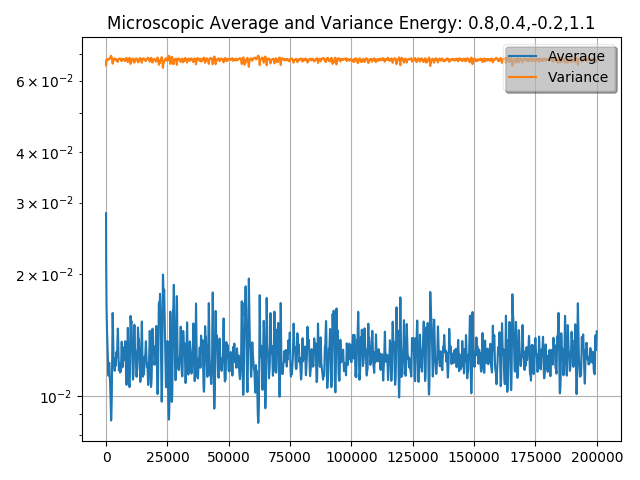 Microscopic Average and Variance Energy: 0.8,0.4,-0.2,1.1
Average
Variance
6 × 10⁻²
4 × 10⁻²
3 × 10⁻²
2 × 10⁻²
10⁻²
0 25000 50000 75000 100000 125000 150000 175000 200000